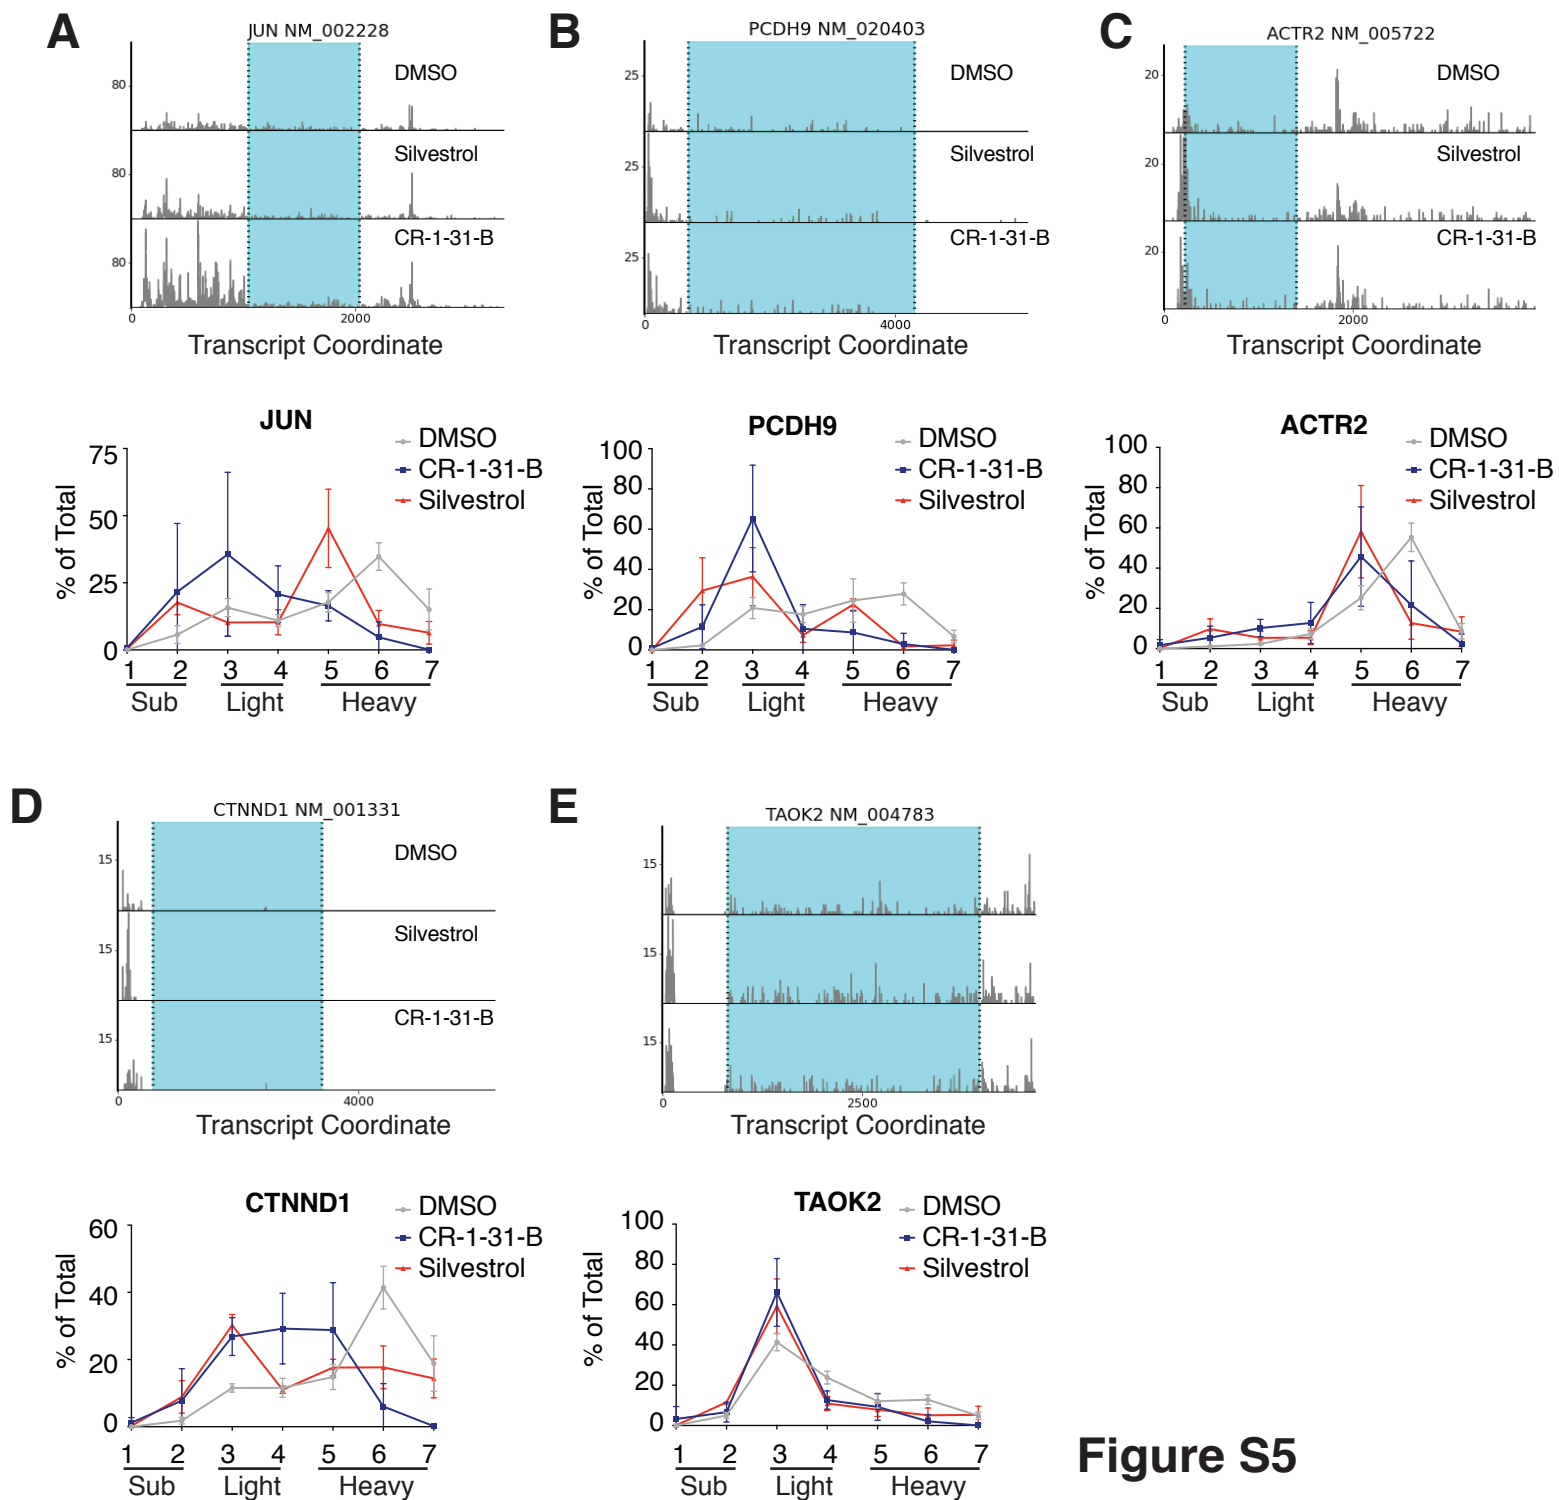 A
JUN NM_002228
80
DMSO
80
Silvestrol
80
CR-1-31-B
0 2000
Transcript Coordinate
JUN
DMSO
CR-1-31-B
Silvestrol
% of Total
75
50
25
0
1 2 3 4 5 6 7
Sub Light Heavy
B
PCDH9 NM_020403
25
DMSO
25
Silvestrol
25
CR-1-31-B
0 4000
Transcript Coordinate
PCDH9
DMSO
CR-1-31-B
Silvestrol
% of Total
100
80
60
40
20
0
1 2 3 4 5 6 7
Sub Light Heavy
C
ACTR2 NM_005722
20
DMSO
20
Silvestrol
20
CR-1-31-B
0 2000
Transcript Coordinate
ACTR2
DMSO
CR-1-31-B
Silvestrol
% of Total
100
80
60
40
20
0
1 2 3 4 5 6 7
Sub Light Heavy
D
CTNND1 NM_001331
15
DMSO
15
Silvestrol
15
CR-1-31-B
0 4000
Transcript Coordinate
CTNND1
DMSO
CR-1-31-B
Silvestrol
% of Total
60
40
20
0
1 2 3 4 5 6 7
Sub Light Heavy
E
TAOK2 NM_004783
15
15
15
0 2500
Transcript Coordinate
TAOK2
DMSO
CR-1-31-B
Silvestrol
% of Total
100
80
60
40
20
0
1 2 3 4 5 6 7
Sub Light Heavy
Figure S5